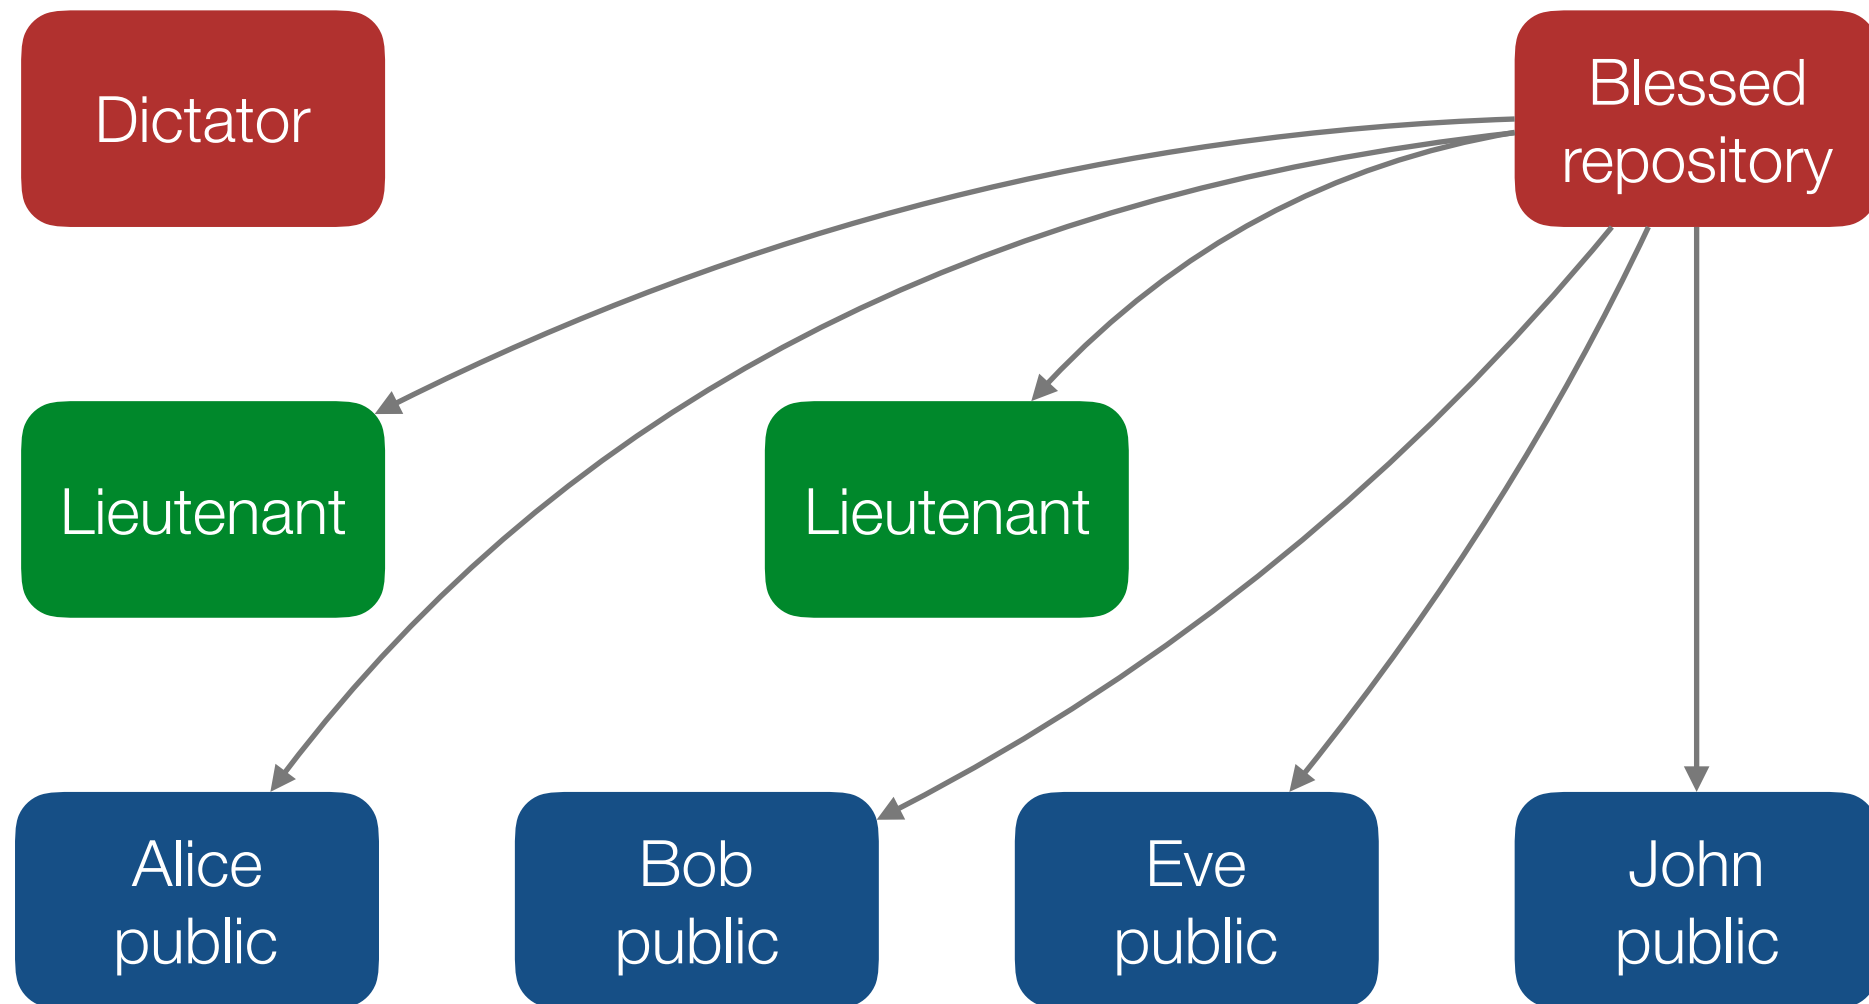 Dictator
Blessed
repository
Lieutenant
Lieutenant
Alice
public
Bob
public
Eve
public
John
public